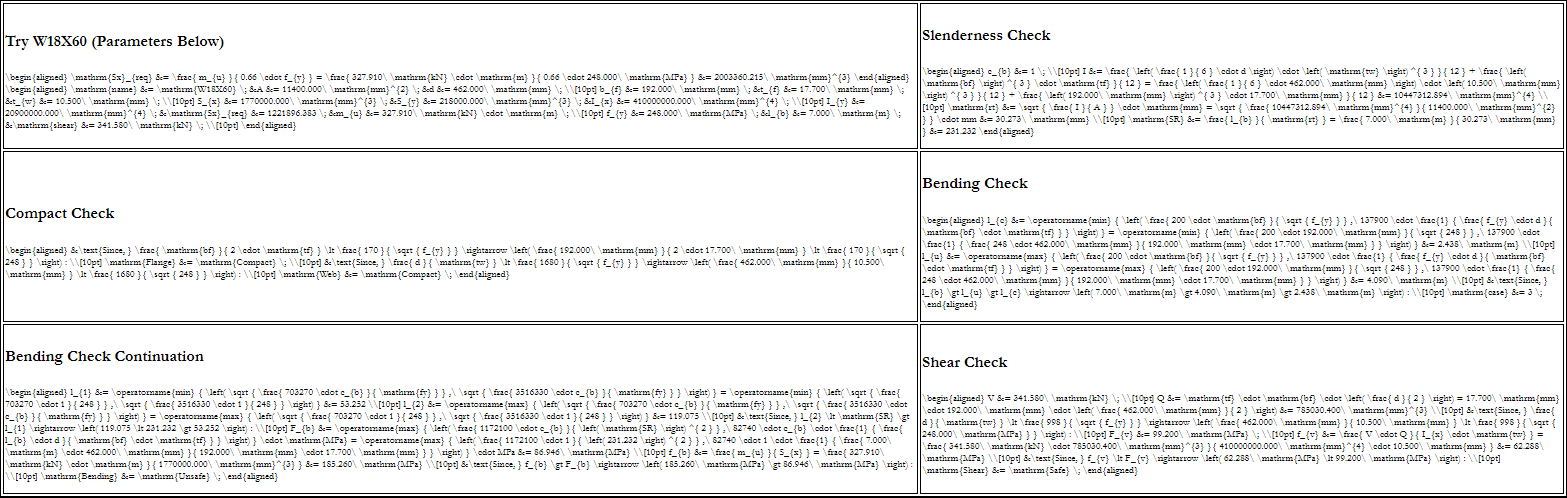 Try W18X60 (Parameters Below)
\begin{aligned} \mathrm{Sx}_{req} &= \frac{ m_{u} }{ 0.66 \cdot f_{y} } = \frac{ 327.910\ \mathrm{kN} \cdot \mathrm{m} }{ 0.66 \cdot 248.000\ \mathrm{MPa} } &= 2003360.215\ \mathrm{mm}^{3} \end{aligned}
\begin{aligned} \mathrm{name} &= \mathrm{W18X60} \; &A &= 11400.000\ \mathrm{mm}^{2} \; &d &= 462.000\ \mathrm{mm} \; \\[10pt] b_{f} &= 192.000\ \mathrm{mm} \; &t_{f} &= 17.700\ \mathrm{mm} \;
&t_{w} &= 10.500\ \mathrm{mm} \; \\[10pt] S_{x} &= 1770000.000\ \mathrm{mm}^{3} \; &S_{y} &= 218000.000\ \mathrm{mm}^{3} \; &I_{x} &= 410000000.000\ \mathrm{mm}^{4} \; \\[10pt] I_{y} &=
20900000.000\ \mathrm{mm}^{4} \; &\mathrm{Sx}_{req} &= 1221896.383 \; &m_{u} &= 327.910\ \mathrm{kN} \cdot \mathrm{m} \; \\[10pt] f_{y} &= 248.000\ \mathrm{MPa} \; &l_{b} &= 7.000\ \mathrm{m} \;
&\mathrm{shear} &= 341.580\ \mathrm{kN} \; \\[10pt] \end{aligned}
Slenderness Check
\begin{aligned} c_{b} &= 1 \; \\[10pt] I &= \frac{ \left( \frac{ 1 }{ 6 } \cdot d \right) \cdot \left( \mathrm{tw} \right) ^{ 3 } }{ 12 } + \frac{ \left(
\mathrm{bf} \right) ^{ 3 } \cdot \mathrm{tf} }{ 12 } = \frac{ \left( \frac{ 1 }{ 6 } \cdot 462.000\ \mathrm{mm} \right) \cdot \left( 10.500\
\mathrm{mm} \right) ^{ 3 } }{ 12 } + \frac{ \left( 192.000\ \mathrm{mm} \right) ^{ 3 } \cdot 17.700\ \mathrm{mm} }{ 12 } &= 10447312.894\ \mathrm{mm}^{4} \\
[10pt] \mathrm{rt} &= \sqrt { \frac{ I }{ A } } \cdot \mathrm{mm} = \sqrt { \frac{ 10447312.894\ \mathrm{mm}^{4} }{ 11400.000\ \mathrm{mm}^{2}
} } \cdot mm &= 30.273\ \mathrm{mm} \\[10pt] \mathrm{SR} &= \frac{ l_{b} }{ \mathrm{rt} } = \frac{ 7.000\ \mathrm{m} }{ 30.273\ \mathrm{mm}
} &= 231.232 \end{aligned}
Compact Check
\begin{aligned} &\text{Since, } \frac{ \mathrm{bf} }{ 2 \cdot \mathrm{tf} } \lt \frac{ 170 }{ \sqrt { f_{y} } } \rightarrow \left( \frac{ 192.000\ \mathrm{mm} }{ 2 \cdot 17.700\ \mathrm{mm} } \lt \frac{ 170 }{ \sqrt {
248 } } \right) : \\[10pt] \mathrm{Flange} &= \mathrm{Compact} \; \\[10pt] &\text{Since, } \frac{ d }{ \mathrm{tw} } \lt \frac{ 1680 }{ \sqrt { f_{y} } } \rightarrow \left( \frac{ 462.000\ \mathrm{mm} }{ 10.500\
\mathrm{mm} } \lt \frac{ 1680 }{ \sqrt { 248 } } \right) : \\[10pt] \mathrm{Web} &= \mathrm{Compact} \; \end{aligned}
Bending Check
\begin{aligned} l_{c} &= \operatorname{min} { \left( \frac{ 200 \cdot \mathrm{bf} }{ \sqrt { f_{y} } } ,\ 137900 \cdot \frac{1} { \frac{ f_{y} \cdot d }{
\mathrm{bf} \cdot \mathrm{tf} } } \right) } = \operatorname{min} { \left( \frac{ 200 \cdot 192.000\ \mathrm{mm} }{ \sqrt { 248 } } ,\ 137900
\cdot \frac{1} { \frac{ 248 \cdot 462.000\ \mathrm{mm} }{ 192.000\ \mathrm{mm} \cdot 17.700\ \mathrm{mm} } } \right) } &= 2.438\ \mathrm{m} \\[10pt]
l_{u} &= \operatorname{max} { \left( \frac{ 200 \cdot \mathrm{bf} }{ \sqrt { f_{y} } } ,\ 137900 \cdot \frac{1} { \frac{ f_{y} \cdot d }{ \mathrm{bf}
\cdot \mathrm{tf} } } \right) } = \operatorname{max} { \left( \frac{ 200 \cdot 192.000\ \mathrm{mm} }{ \sqrt { 248 } } ,\ 137900 \cdot \frac{1} { \frac{
248 \cdot 462.000\ \mathrm{mm} }{ 192.000\ \mathrm{mm} \cdot 17.700\ \mathrm{mm} } } \right) } &= 4.090\ \mathrm{m} \\[10pt] &\text{Since, }
l_{b} \gt l_{u} \gt l_{c} \rightarrow \left( 7.000\ \mathrm{m} \gt 4.090\ \mathrm{m} \gt 2.438\ \mathrm{m} \right) : \\[10pt] \mathrm{case} &= 3 \;
\end{aligned}
Bending Check Continuation
\begin{aligned} l_{1} &= \operatorname{min} { \left( \sqrt { \frac{ 703270 \cdot c_{b} }{ \mathrm{fy} } } ,\ \sqrt { \frac{ 3516330 \cdot c_{b} }{ \mathrm{fy} } } \right) } = \operatorname{min} { \left( \sqrt { \frac{
703270 \cdot 1 }{ 248 } } ,\ \sqrt { \frac{ 3516330 \cdot 1 }{ 248 } } \right) } &= 53.252 \\[10pt] l_{2} &= \operatorname{max} { \left( \sqrt { \frac{ 703270 \cdot c_{b} }{ \mathrm{fy} } } ,\ \sqrt { \frac{ 3516330 \cdot
c_{b} }{ \mathrm{fy} } } \right) } = \operatorname{max} { \left( \sqrt { \frac{ 703270 \cdot 1 }{ 248 } } ,\ \sqrt { \frac{ 3516330 \cdot 1 }{ 248 } } \right) } &= 119.075 \\[10pt] &\text{Since, } l_{2} \lt \mathrm{SR} \gt
l_{1} \rightarrow \left( 119.075 \lt 231.232 \gt 53.252 \right) : \\[10pt] F_{b} &= \operatorname{max} { \left( \frac{ 1172100 \cdot c_{b} }{ \left( \mathrm{SR} \right) ^{ 2 } } ,\ 82740 \cdot c_{b} \cdot \frac{1} { \frac{
l_{b} \cdot d }{ \mathrm{bf} \cdot \mathrm{tf} } } \right) } \cdot \mathrm{MPa} = \operatorname{max} { \left( \frac{ 1172100 \cdot 1 }{ \left( 231.232 \right) ^{ 2 } } ,\ 82740 \cdot 1 \cdot \frac{1} { \frac{ 7.000\
\mathrm{m} \cdot 462.000\ \mathrm{mm} }{ 192.000\ \mathrm{mm} \cdot 17.700\ \mathrm{mm} } } \right) } \cdot MPa &= 86.946\ \mathrm{MPa} \\[10pt] f_{b} &= \frac{ m_{u} }{ S_{x} } = \frac{ 327.910\
\mathrm{kN} \cdot \mathrm{m} }{ 1770000.000\ \mathrm{mm}^{3} } &= 185.260\ \mathrm{MPa} \\[10pt] &\text{Since, } f_{b} \gt F_{b} \rightarrow \left( 185.260\ \mathrm{MPa} \gt 86.946\ \mathrm{MPa} \right) :
\\[10pt] \mathrm{Bending} &= \mathrm{Unsafe} \; \end{aligned}
Shear Check
\begin{aligned} V &= 341.580\ \mathrm{kN} \; \\[10pt] Q &= \mathrm{tf} \cdot \mathrm{bf} \cdot \left( \frac{ d }{ 2 } \right) = 17.700\
\mathrm{mm} \cdot 192.000\ \mathrm{mm} \cdot \left( \frac{ 462.000\ \mathrm{mm} }{ 2 } \right) &= 785030.400\ \mathrm{mm}^{3} \\[10pt] &\text{Since, } \frac{
d }{ \mathrm{tw} } \lt \frac{ 998 }{ \sqrt { f_{y} } } \rightarrow \left( \frac{ 462.000\ \mathrm{mm} }{ 10.500\ \mathrm{mm} } \lt \frac{ 998 }{ \sqrt {
248.000\ \mathrm{MPa} } } \right) : \\[10pt] F_{v} &= 99.200\ \mathrm{MPa} \; \\[10pt] f_{v} &= \frac{ V \cdot Q }{ I_{x} \cdot \mathrm{tw} } =
\frac{ 341.580\ \mathrm{kN} \cdot 785030.400\ \mathrm{mm}^{3} }{ 410000000.000\ \mathrm{mm}^{4} \cdot 10.500\ \mathrm{mm} } &= 62.288\
\mathrm{MPa} \\[10pt] &\text{Since, } f_{v} \lt F_{v} \rightarrow \left( 62.288\ \mathrm{MPa} \lt 99.200\ \mathrm{MPa} \right) : \\[10pt]
\mathrm{Shear} &= \mathrm{Safe} \; \end{aligned}